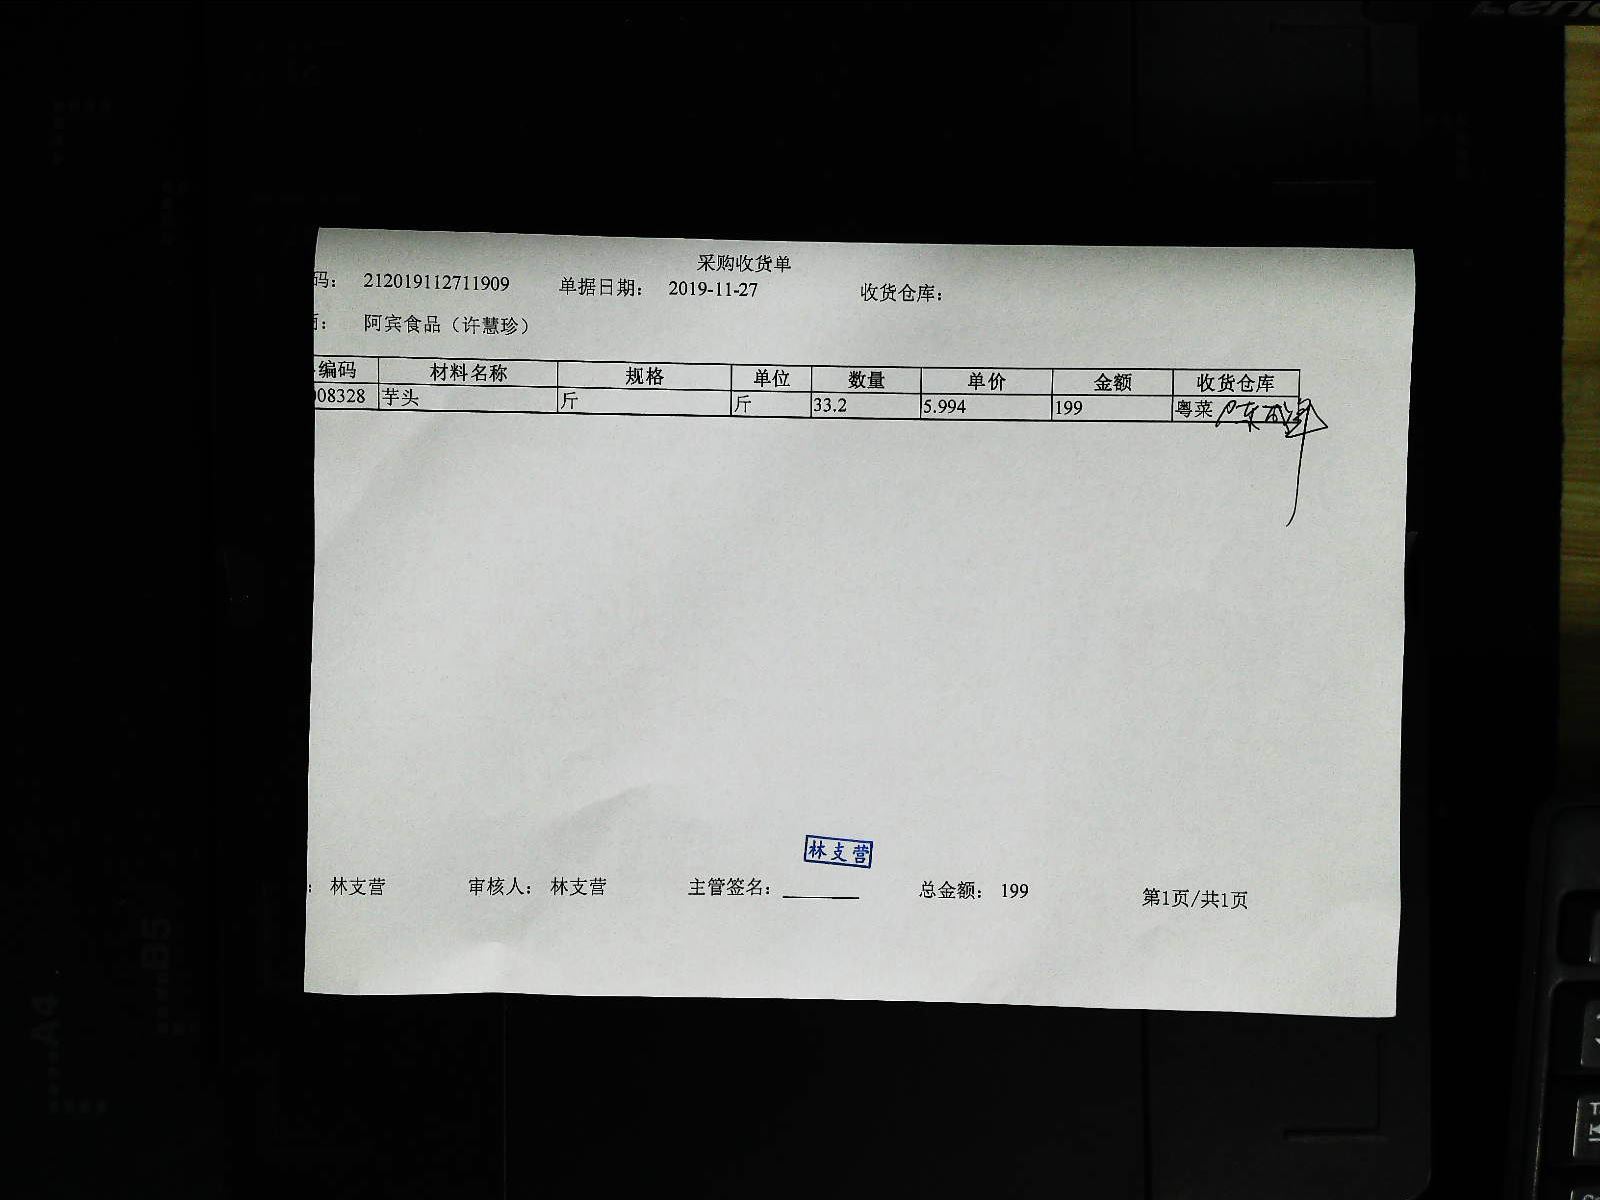 采购收货单
码： 212019112711909 单据日期： 2019-11-27 收货仓库：
： 阿宾食品（许慧珍）
编码 材料名称 规格 单位 数量 单价 金额 收货仓库
008328 芋头 斤 斤 33.2 5.994 199 粤菜
林支营
： 林支营 审核人： 林支营 主管签名： 总金额： 199 第1页/共1页
A4
B5